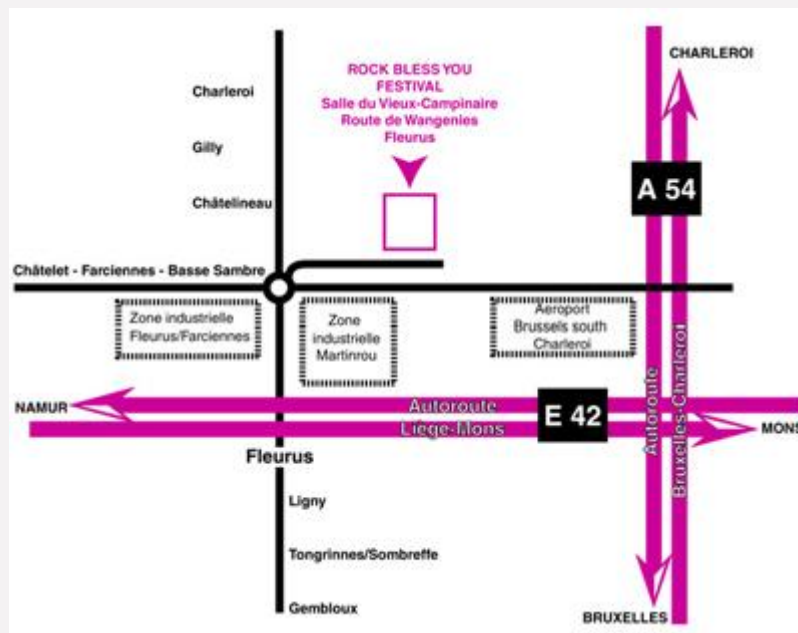 CHARLEROI
ROCK BLESS YOU
FESTIVAL
Salle du Vieux-Campinaire
Route de Wangenies
Fleurus
Charleroi
Gilly
Châtelineau
A 54
Châtelet - Farciennes - Basse Sambre
Zone industrielle
Fleurus/Farciennes
Zone
industrielle
Martinrou
Aeroport
Brussels south
Charleroi
NAMUR
Autoroute
Liège-Mons
E 42
MONS
Autoroute
Bruxelles-Charleroi
Fleurus
Ligny
Tongrinnes/Sombreffe
Gembloux
BRUXELLES